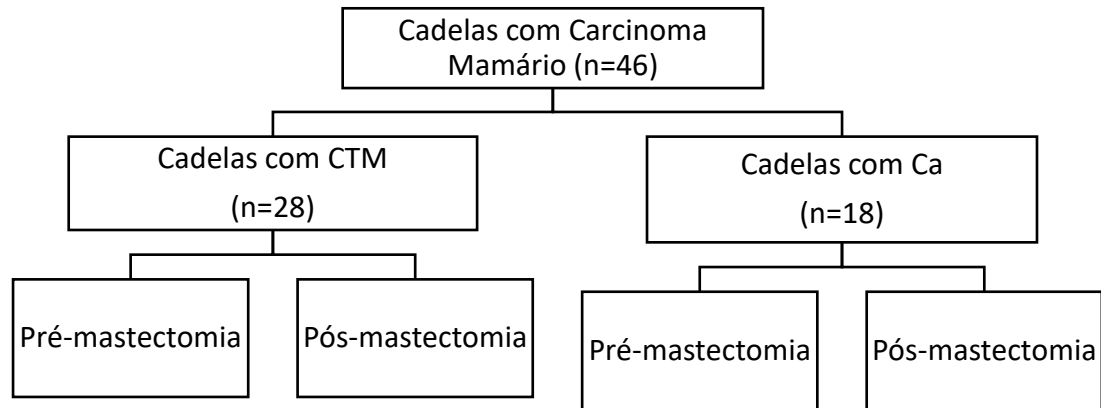 Cadelas com Carcinoma
Mamário (n=46)
Cadelas com CTM
(n=28)
Cadelas com Ca
(n=18)
Pré-mastectomia
Pós-mastectomia
Pré-mastectomia
Pós-mastectomia